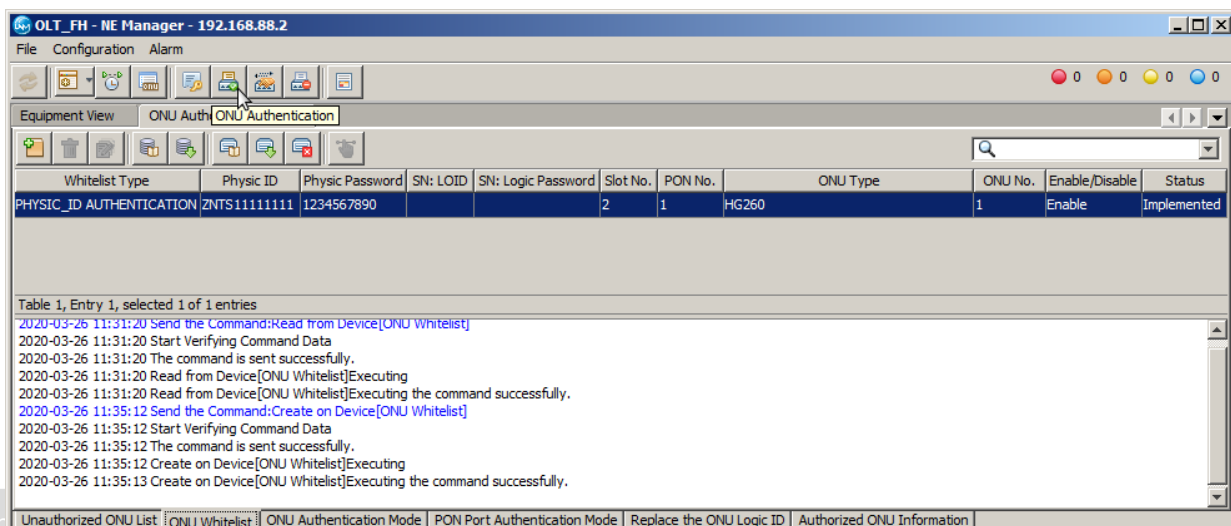 OLT_FH - NE Manager - 192.168.88.2
File Configuration Alarm
0 0 0 0
Equipment View ONU Auth ONU Authentication
Whitelist Type Physic ID Physic Password SN: LOID SN: Logic Password Slot No. PON No. ONU Type ONU No. Enable/Disable Status
PHYSIC_ID AUTHENTICATION ZNTS11111111 1234567890 2 1 HG260 1 Enable Implemented
Table 1, Entry 1, selected 1 of 1 entries
2020-03-26 11:31:20 Send the Command:Read from Device[ONU Whitelist]
2020-03-26 11:31:20 Start Verifying Command Data
2020-03-26 11:31:20 The command is sent successfully.
2020-03-26 11:31:20 Read from Device[ONU Whitelist]Executing
2020-03-26 11:31:20 Read from Device[ONU Whitelist]Executing the command successfully.
2020-03-26 11:35:12 Send the Command:Create on Device[ONU Whitelist]
2020-03-26 11:35:12 Start Verifying Command Data
2020-03-26 11:35:12 The command is sent successfully.
2020-03-26 11:35:12 Create on Device[ONU Whitelist]Executing
2020-03-26 11:35:13 Create on Device[ONU Whitelist]Executing the command successfully.
Unauthorized ONU List ONU Whitelist ONU Authentication Mode PON Port Authentication Mode Replace the ONU Logic ID Authorized ONU Information